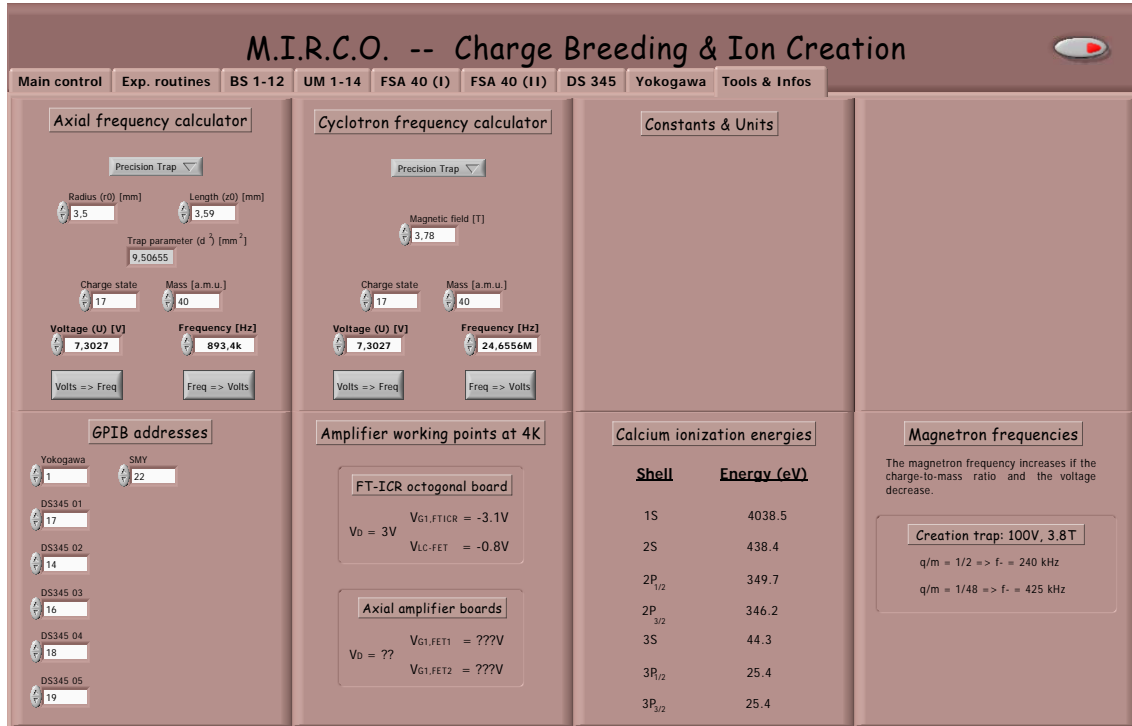 M.I.R.C.O. -- Charge Breeding & Ion Creation
Main control Exp. routines BS 1-12 UM 1-14 FSA 40 (I) FSA 40 (II) DS 345 Yokogawa Tools & Infos
Axial frequency calculator
Precision Trap
Radius (r0) [mm] Length (z0) [mm]
3,5 3,59
Trap parameter (d²) [mm²]
9,50655
Charge state Mass [a.m.u.]
17 40
Voltage (U) [V] Frequency [Hz]
7,3027 893,4k
Volts => Freq Freq => Volts
Cyclotron frequency calculator
Precision Trap
Magnetic field [T]
3,78
Charge state Mass [a.m.u.]
17 40
Voltage (U) [V] Frequency [Hz]
7,3027 24,6556M
Volts => Freq Freq => Volts
Constants & Units
GPIB addresses
Yokogawa SMY
1 22
DS345 01
17
DS345 02
14
DS345 03
16
DS345 04
18
DS345 05
19
Amplifier working points at 4K
FT-ICR octogonal board
VG1,FTICR = -3.1V
VD = 3V
VLC-FET = -0.8V
Axial amplifier boards
VG1,FET1 = ???V
VD = ??
VG1,FET2 = ???V
Calcium ionization energies
Shell Energy (eV)
1S 4038.5
2S 438.4
2P1/2 349.7
2P3/2 346.2
3S 44.3
3P1/2 25.4
3P3/2 25.4
Magnetron frequencies
The magnetron frequency increases if the
charge-to-mass ratio and the voltage
decrease.
Creation trap: 100V, 3.8T
q/m = 1/2 => f- = 240 kHz
q/m = 1/48 => f- = 425 kHz